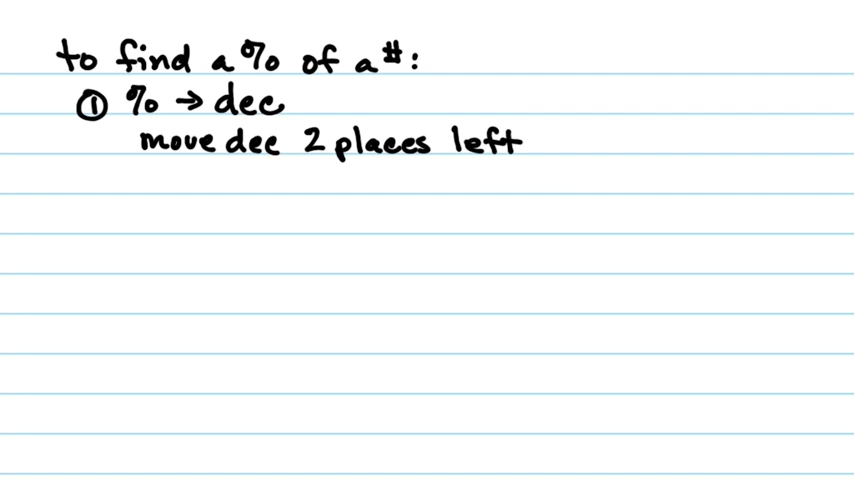 to find a % of a #:
① % → dec
move dec 2 places left